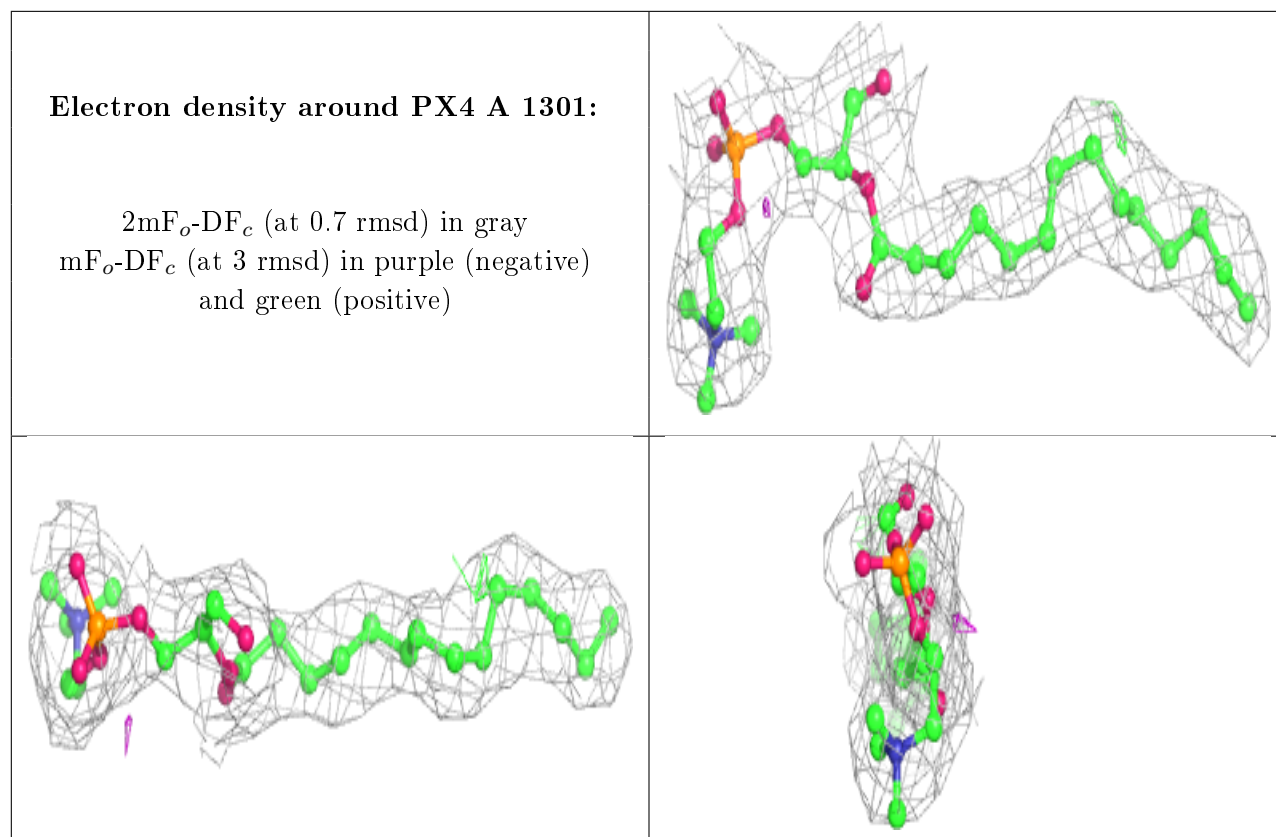 Electron density around PX4 A 1301:
2mF$_o$-DF$_c$ (at 0.7 rmsd) in gray
mF$_o$-DF$_c$ (at 3 rmsd) in purple (negative)
and green (positive)